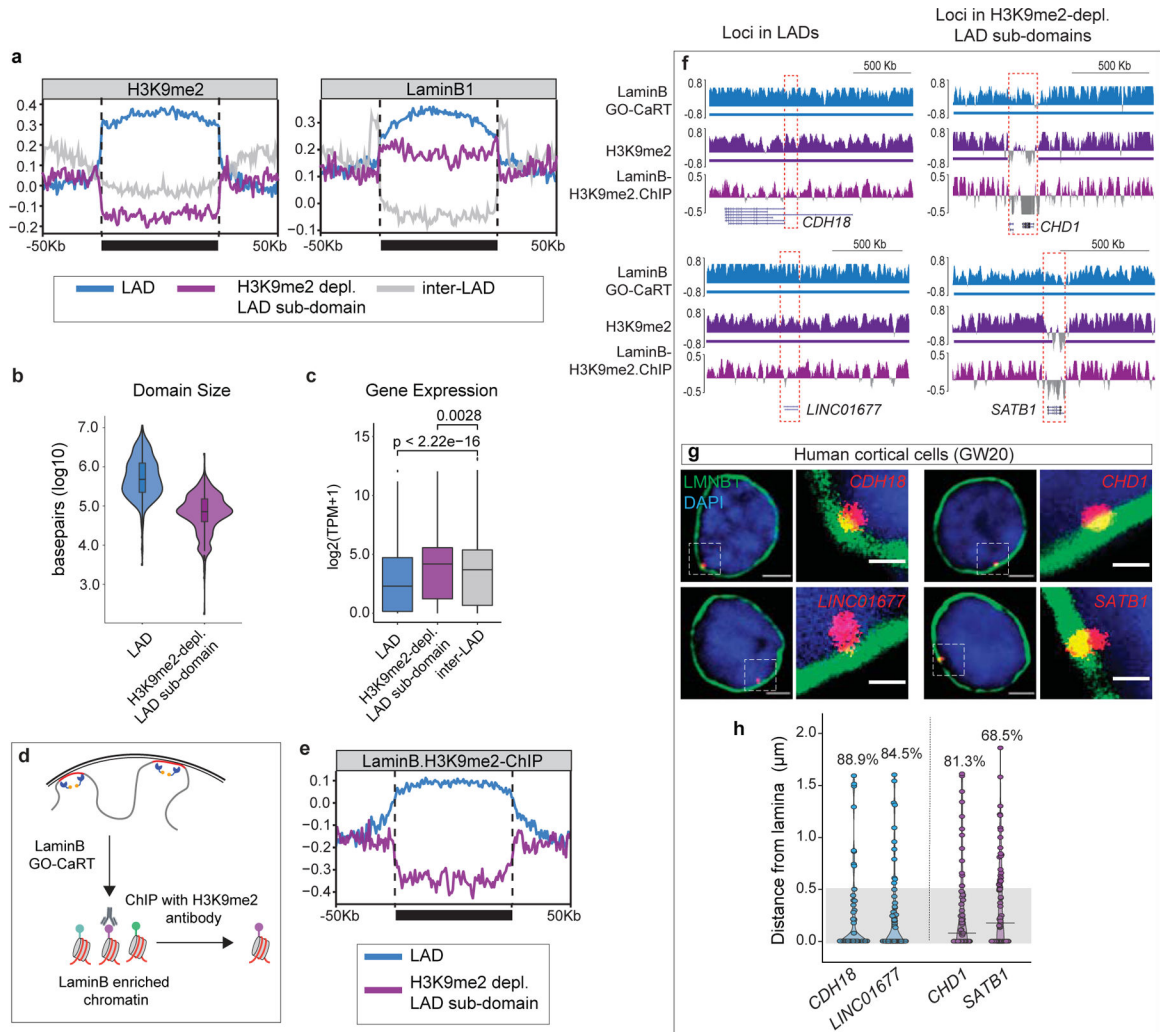 a
H3K9me2
0.4
0.3
0.2
0.1
0.0
−0.1
−0.2
-50Kb
50Kb
LaminB1
0.3
0.2
0.1
0.0
−0.1
-50Kb
50Kb
LAD
H3K9me2 depl.
LAD sub-domain
inter-LAD
b
Domain Size
basepairs (log10)
7.0
6.0
5.0
4.0
3.0
LAD
H3K9me2-depl.
LAD sub-domain
c
Gene Expression
0.0028
p < 2.22e−16
log2(TPM+1)
15.0
10.0
5.0
0.0
LAD
H3K9me2-depl.
LAD sub-domain
inter-LAD
d
LaminB
GO-CaRT
ChIP with H3K9me2
antibody
LaminB enriched
chromatin
e
LaminB.H3K9me2-ChIP
0.1
0.0
−0.1
−0.2
−0.3
−0.4
-50Kb
50Kb
LAD
H3K9me2 depl.
LAD sub-domain
Loci in LADs
Loci in H3K9me2-depl.
LAD sub-domains
f
500 Kb
500 Kb
LaminB
GO-CaRT
0.8
-0.8
0.8
-0.8
H3K9me2
0.8
-0.8
0.8
-0.8
LaminB-
H3K9me2.ChIP
0.5
-0.5
0.5
-0.5
CDH18
CHD1
500 Kb
500 Kb
LaminB
GO-CaRT
0.8
-0.8
0.8
-0.8
H3K9me2
0.8
-0.8
0.8
-0.8
LaminB-
H3K9me2.ChIP
0.5
-0.5
0.5
-0.5
LINC01677
SATB1
g
Human cortical cells (GW20)
LMNB1
DAPI
CDH18
CHD1
LINC01677
SATB1
h
Distance from lamina (µm)
2.0
1.5
1.0
0.5
0.0
88.9%
84.5%
81.3%
68.5%
CDH18
LINC01677
CHD1
SATB1